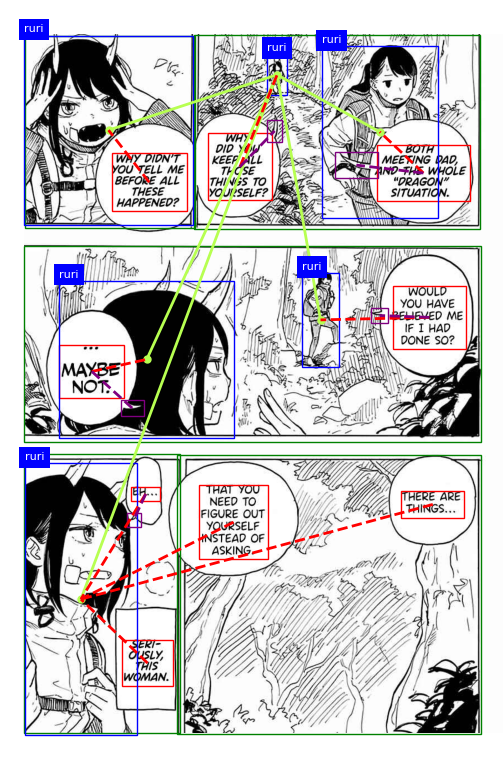 ruri
ruri
ruri
WHY DIDN'T
YOU TELL ME
BEFORE ALL
THESE
HAPPENED?
WHY
DID YOU
KEEP ALL
THOSE
THINGS TO
YOURSELF?
BOTH
MEETING DAD,
AND THIS WHOLE
"DRAGON"
SITUATION.
ruri
ruri
WOULD
YOU HAVE
BELIEVED ME
IF I HAD
DONE SO?
...
MAYBE
NOT.
ruri
EH...
THERE ARE
THINGS...
THAT YOU
NEED TO
FIGURE OUT
YOURSELF
INSTEAD OF
ASKING.
SERI-
OUSLY,
THIS
WOMAN.